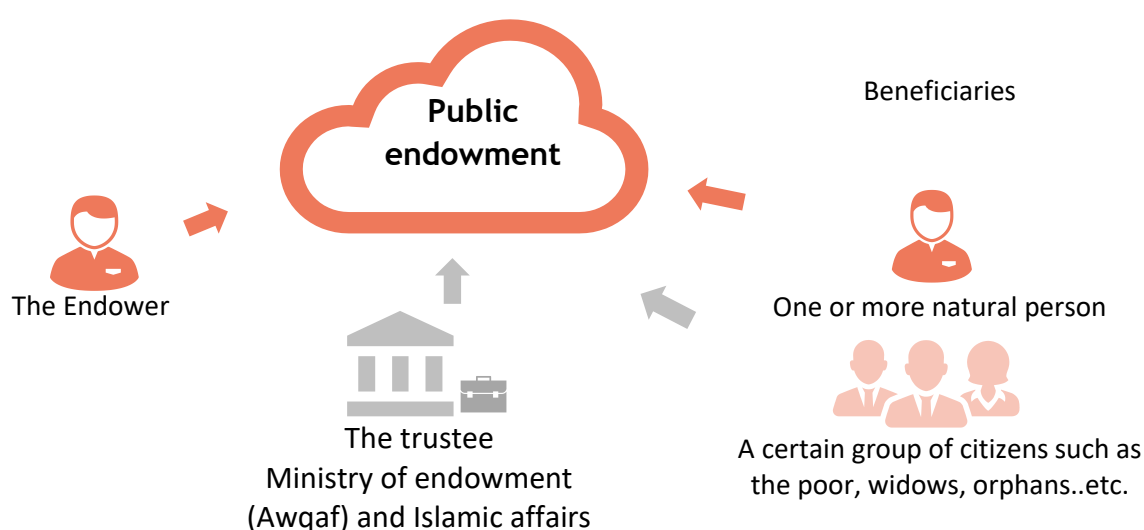 Public
endowment
Beneficiaries
The Endower
One or more natural person
The trustee
Ministry of endowment
(Awqaf) and Islamic affairs
A certain group of citizens such as
the poor, widows, orphans..etc.